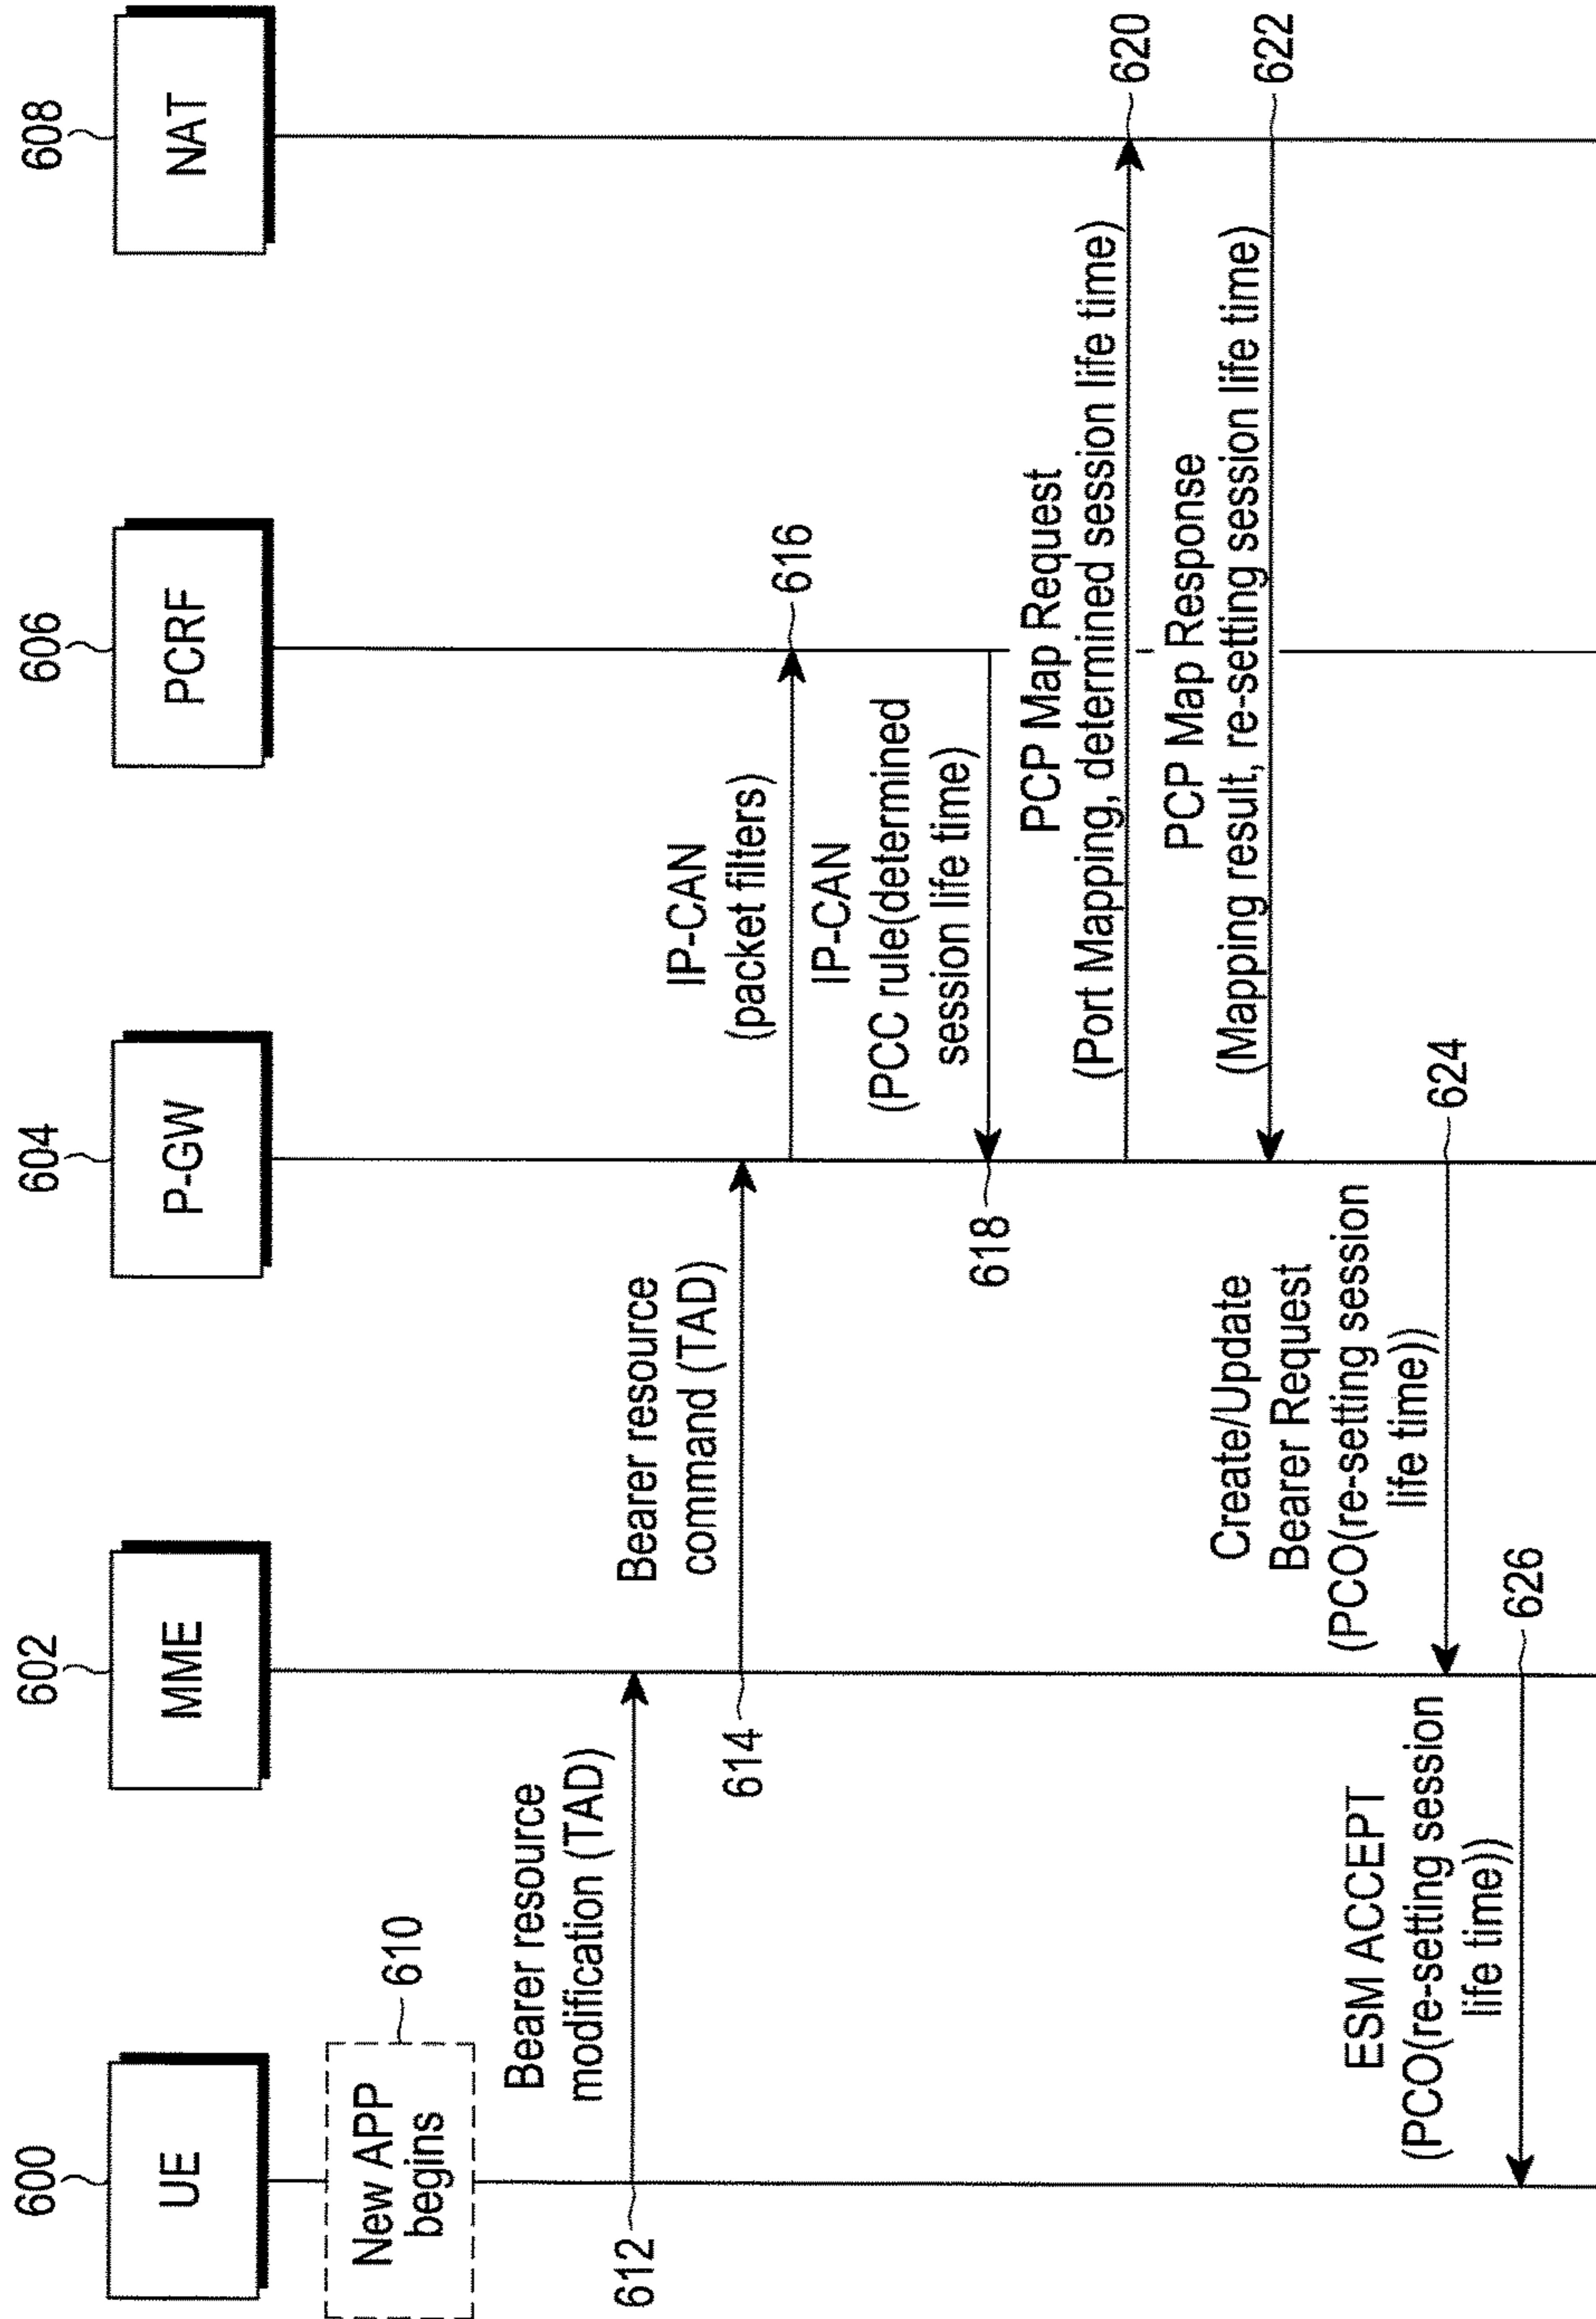 600
602
604
606
608
UE
MME
P-GW
PCRF
NAT
New APP
begins
610
Bearer resource
modification (TAD)
612
Bearer resource
command (TAD)
614
IP-CAN
(packet filters)
616
IP-CAN
(PCC rule(determined
session life time)
618
PCP Map Request
(Port Mapping, determined session life time)
620
PCP Map Response
(Mapping result, re-setting session life time)
622
Create/Update
Bearer Request
(PCO(re-setting session
life time))
624
ESM ACCEPT
(PCO(re-setting session
life time))
626